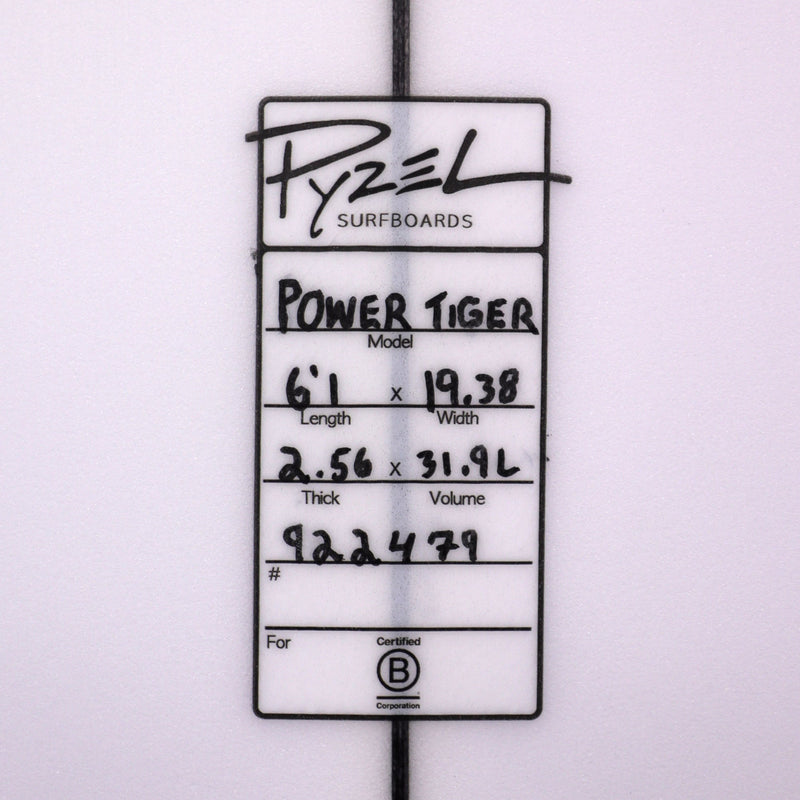 PYZEL
SURFBOARDS
POWER TIGER
Model
6'1 x 19.38
Length Width
2.56 x 31.9L
Thick Volume
922479
#
For
Certified
B
Corporation